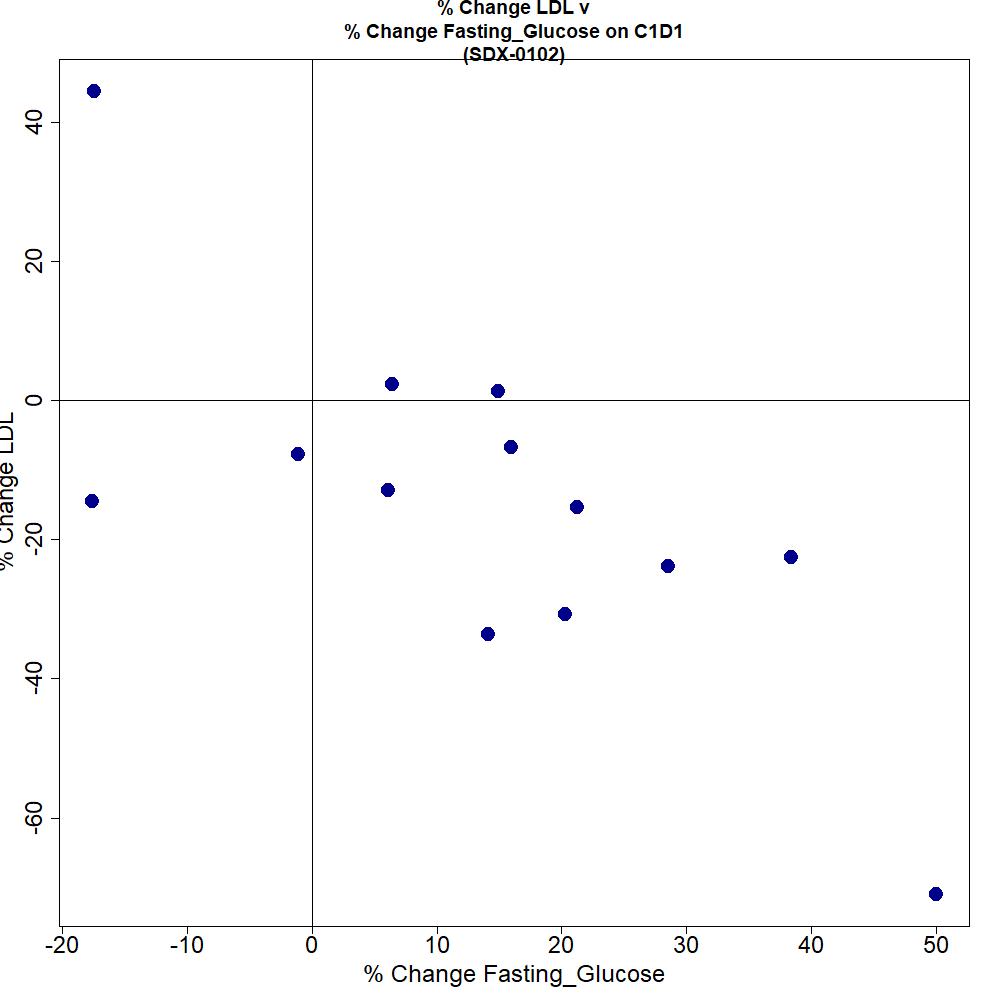 % Change LDL v
% Change Fasting_Glucose on C1D1
(SDX-0102)
% Change LDL
40
20
0
-20
-40
-60
-20 -10 0 10 20 30 40 50
% Change Fasting_Glucose